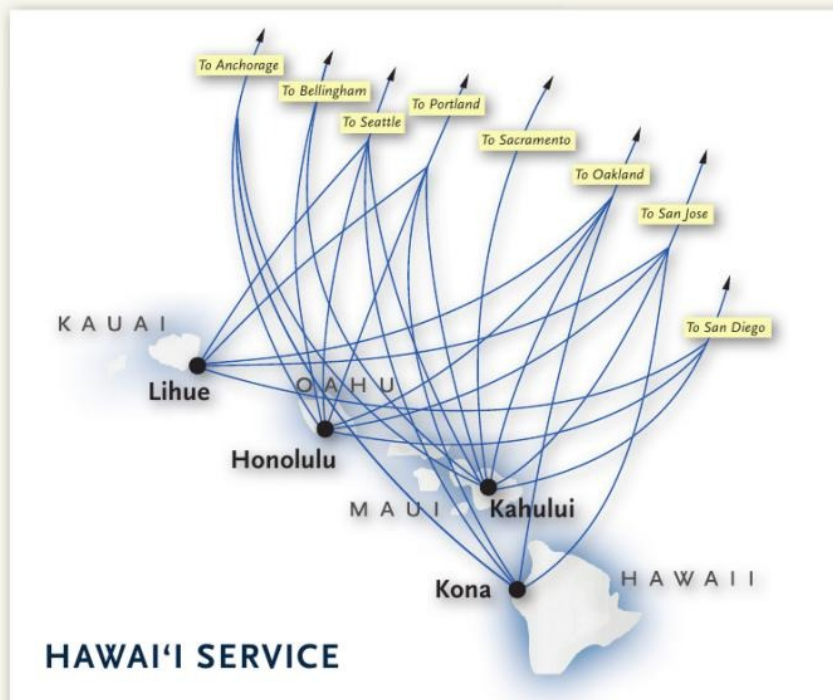 To Anchorage
To Bellingham
To Seattle
To Portland
To Sacramento
To Oakland
To San Jose
To San Diego
KAUAI
Lihue
OAHU
Honolulu
MAUI
Kahului
Kona
HAWAII
HAWAI‘I SERVICE